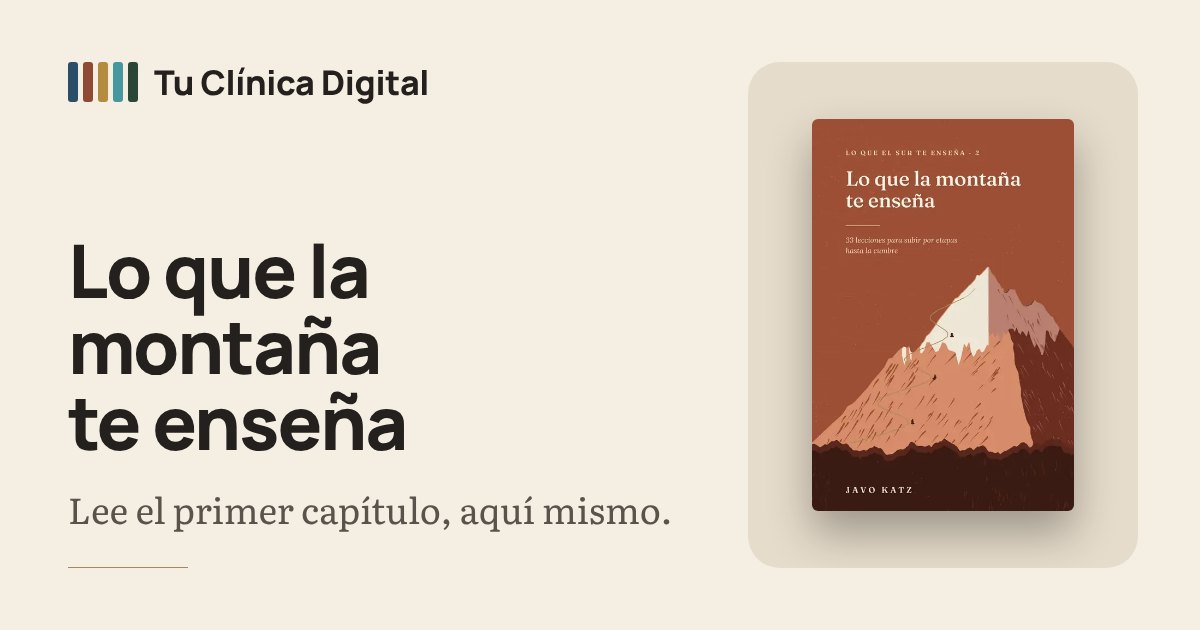 Tu Clínica Digital
Lo que la
montaña
te enseña
Lee el primer capítulo, aquí mismo.
LO QUE EL SUR TE ENSEÑA · 2
Lo que la montaña
te enseña
33 lecciones para subir por etapas
hasta la cumbre
JAVO KATZ